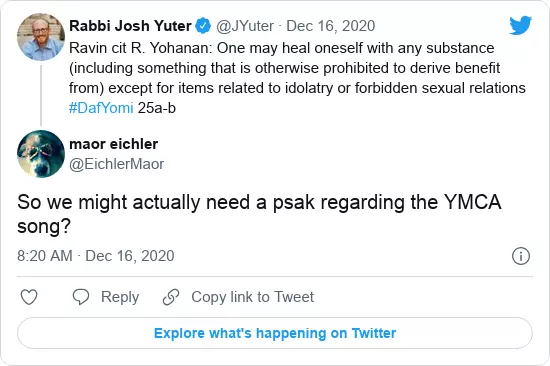 Rabbi Josh Yuter @JYuter · Dec 16, 2020
Ravin cit R. Yohanan: One may heal oneself with any substance
(including something that is otherwise prohibited to derive benefit
from) except for items related to idolatry or forbidden sexual relations
#DafYomi 25a-b
maor eichler
@EichlerMaor
So we might actually need a psak regarding the YMCA
song?
8:20 AM · Dec 16, 2020
Reply Copy link to Tweet
Explore what's happening on Twitter